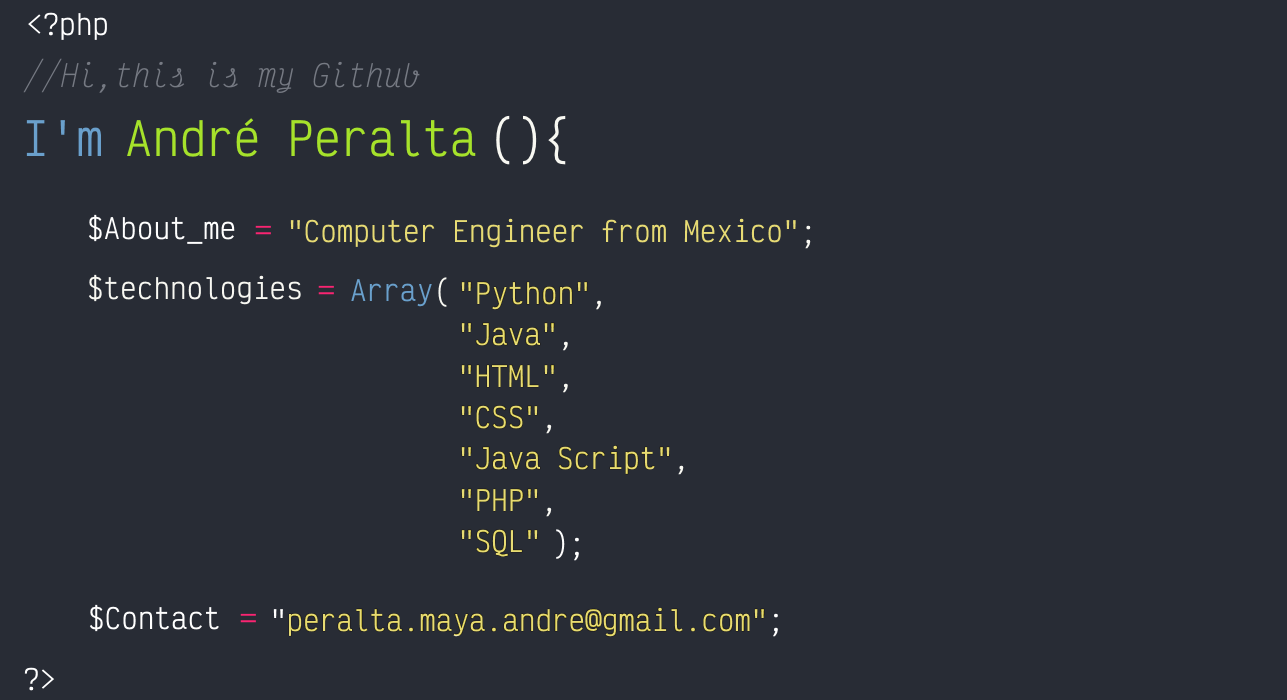 <?php
//Hi,this is my Github
I'm André Peralta (){
$About_me = "Computer Engineer from Mexico";
$technologies = Array( "Python",
"Java",
"HTML",
"CSS",
"Java Script",
"PHP",
"SQL" );
$Contact = "peralta.maya.andre@gmail.com";
?>